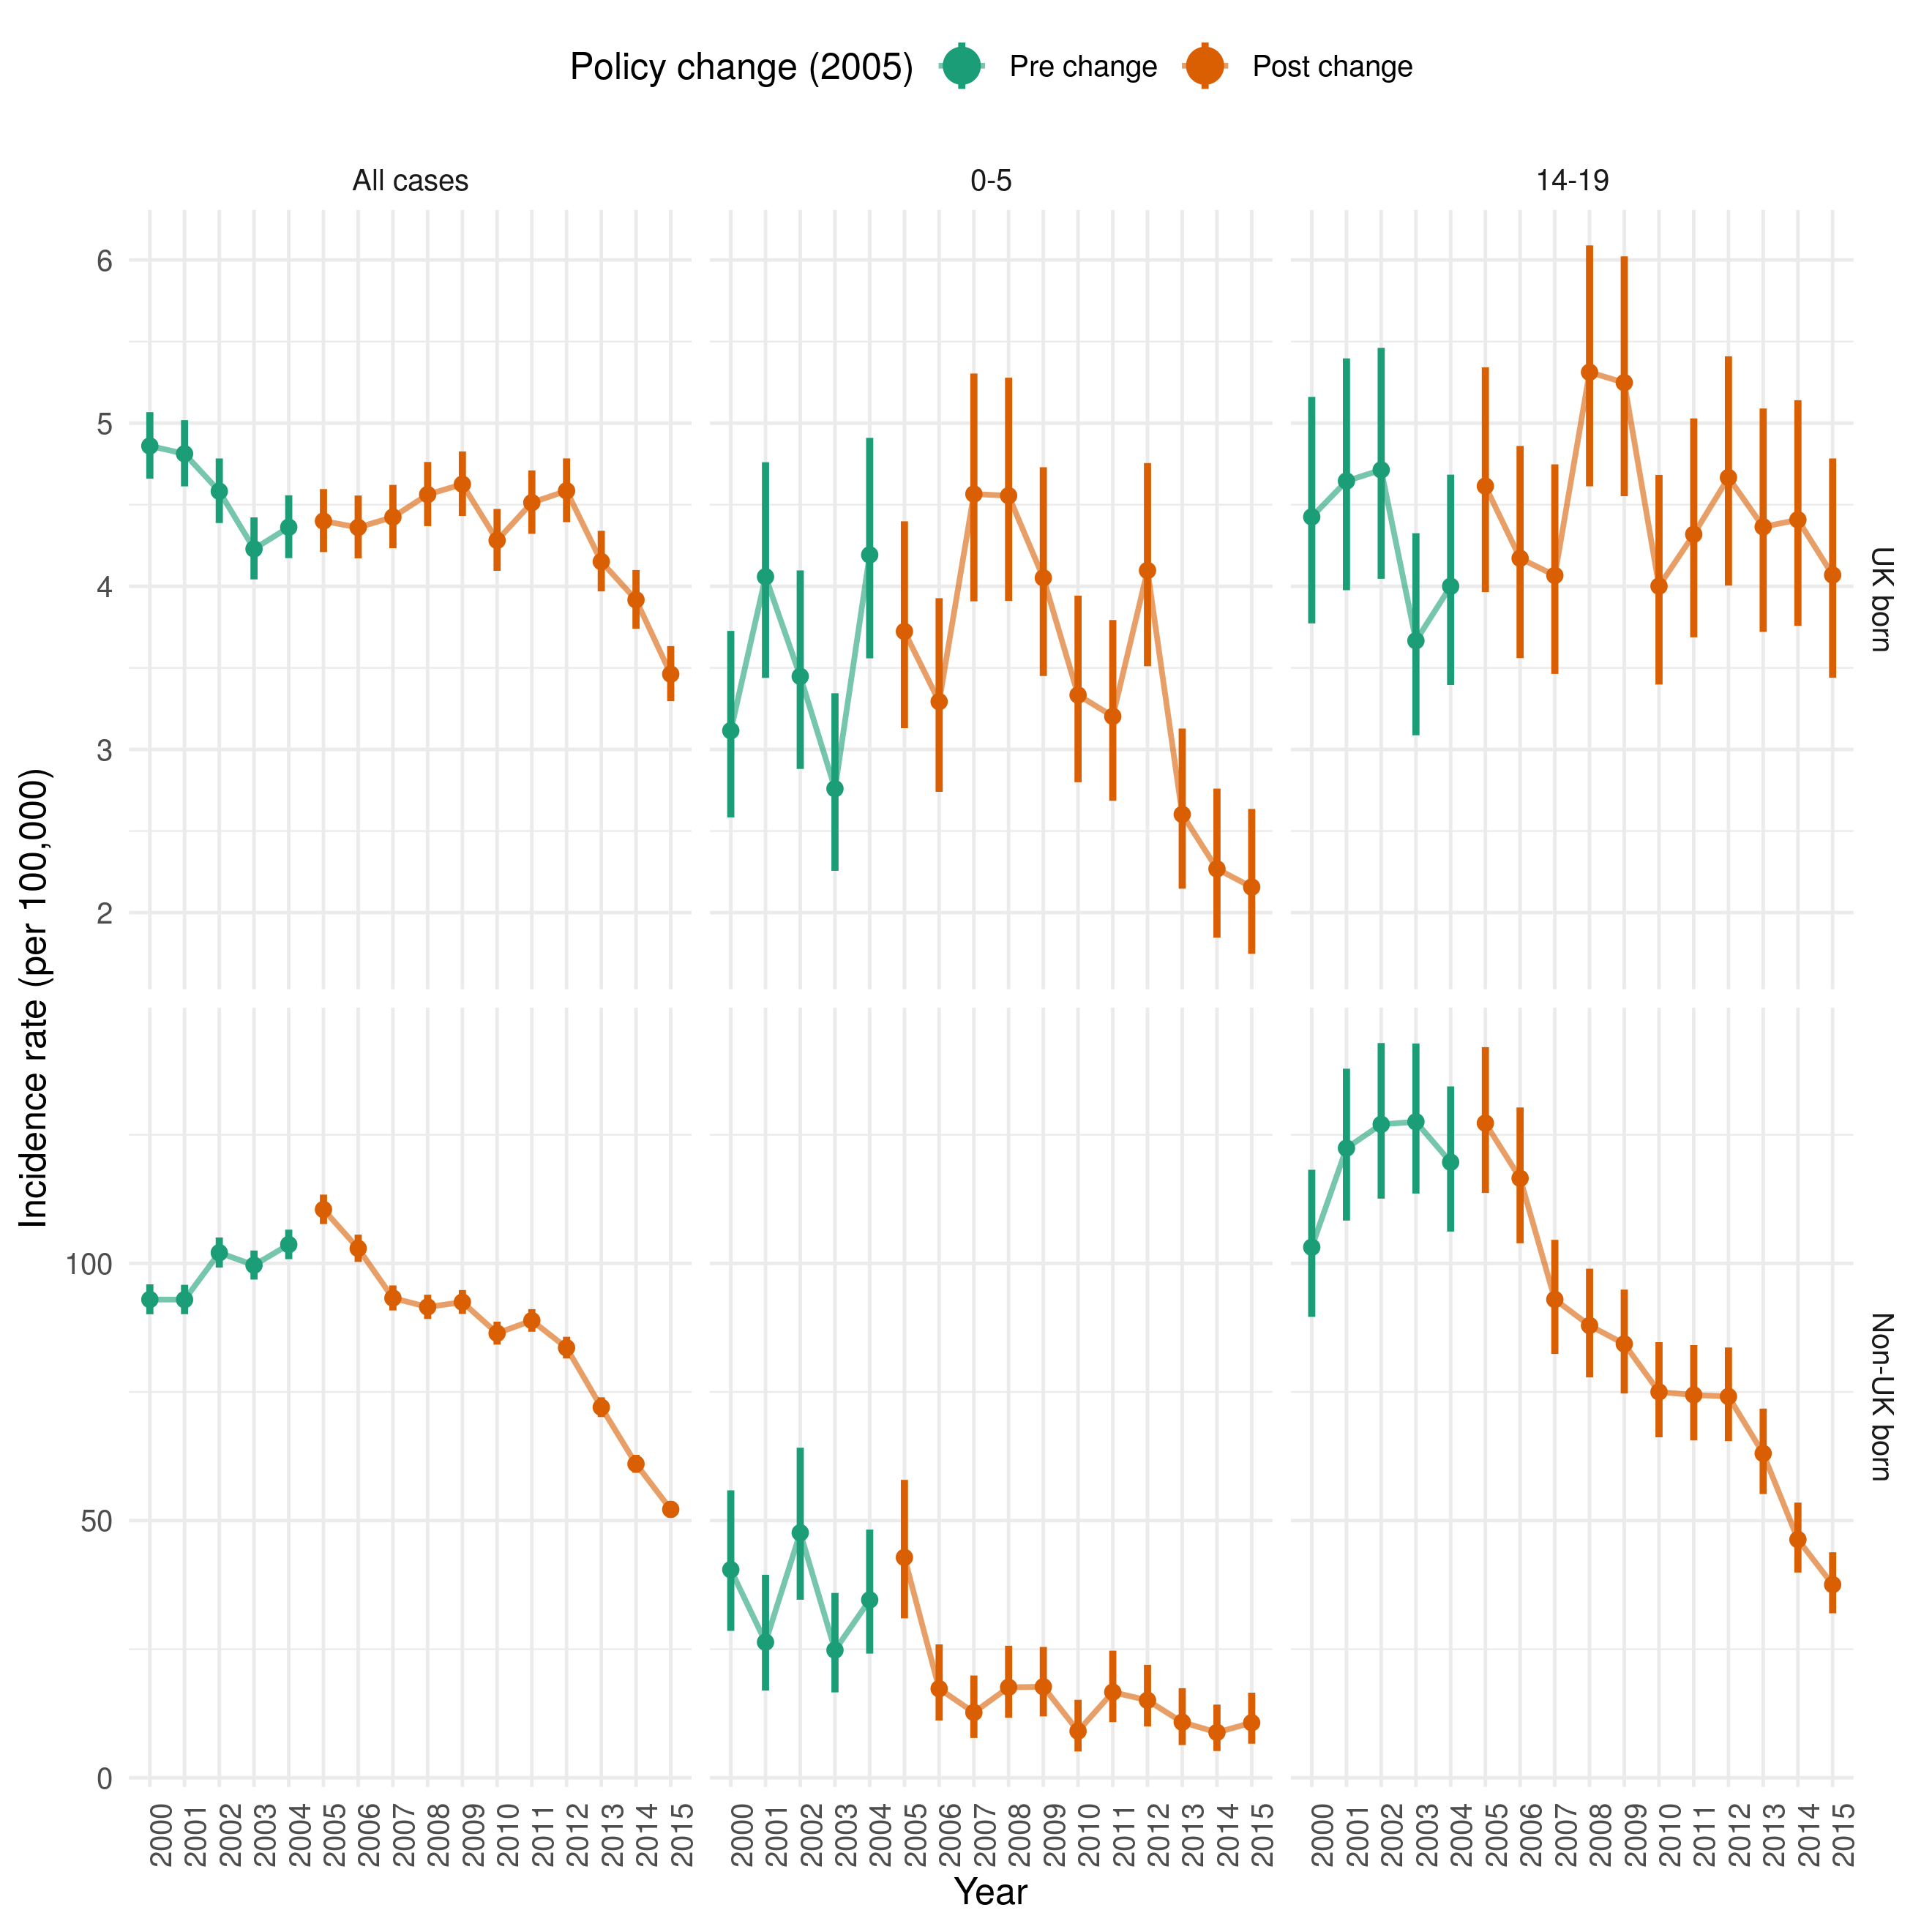 Policy change (2005) Pre change Post change
All cases 0-5 14-19
6
5
4
3
2
UK born
Incidence rate (per 100,000)
100
50
0
Non-UK born
2000 2001 2002 2003 2004 2005 2006 2007 2008 2009 2010 2011 2012 2013 2014 2015
2000 2001 2002 2003 2004 2005 2006 2007 2008 2009 2010 2011 2012 2013 2014 2015
2000 2001 2002 2003 2004 2005 2006 2007 2008 2009 2010 2011 2012 2013 2014 2015
Year